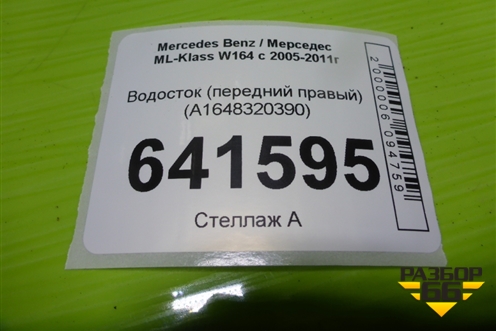 Mercedes Benz / Мерседес
ML-Klass W164 с 2005-2011г
Водосток (передний правый)
(A1648320390)
641595
Стеллаж А
2000006094759
РАЗБОР
66